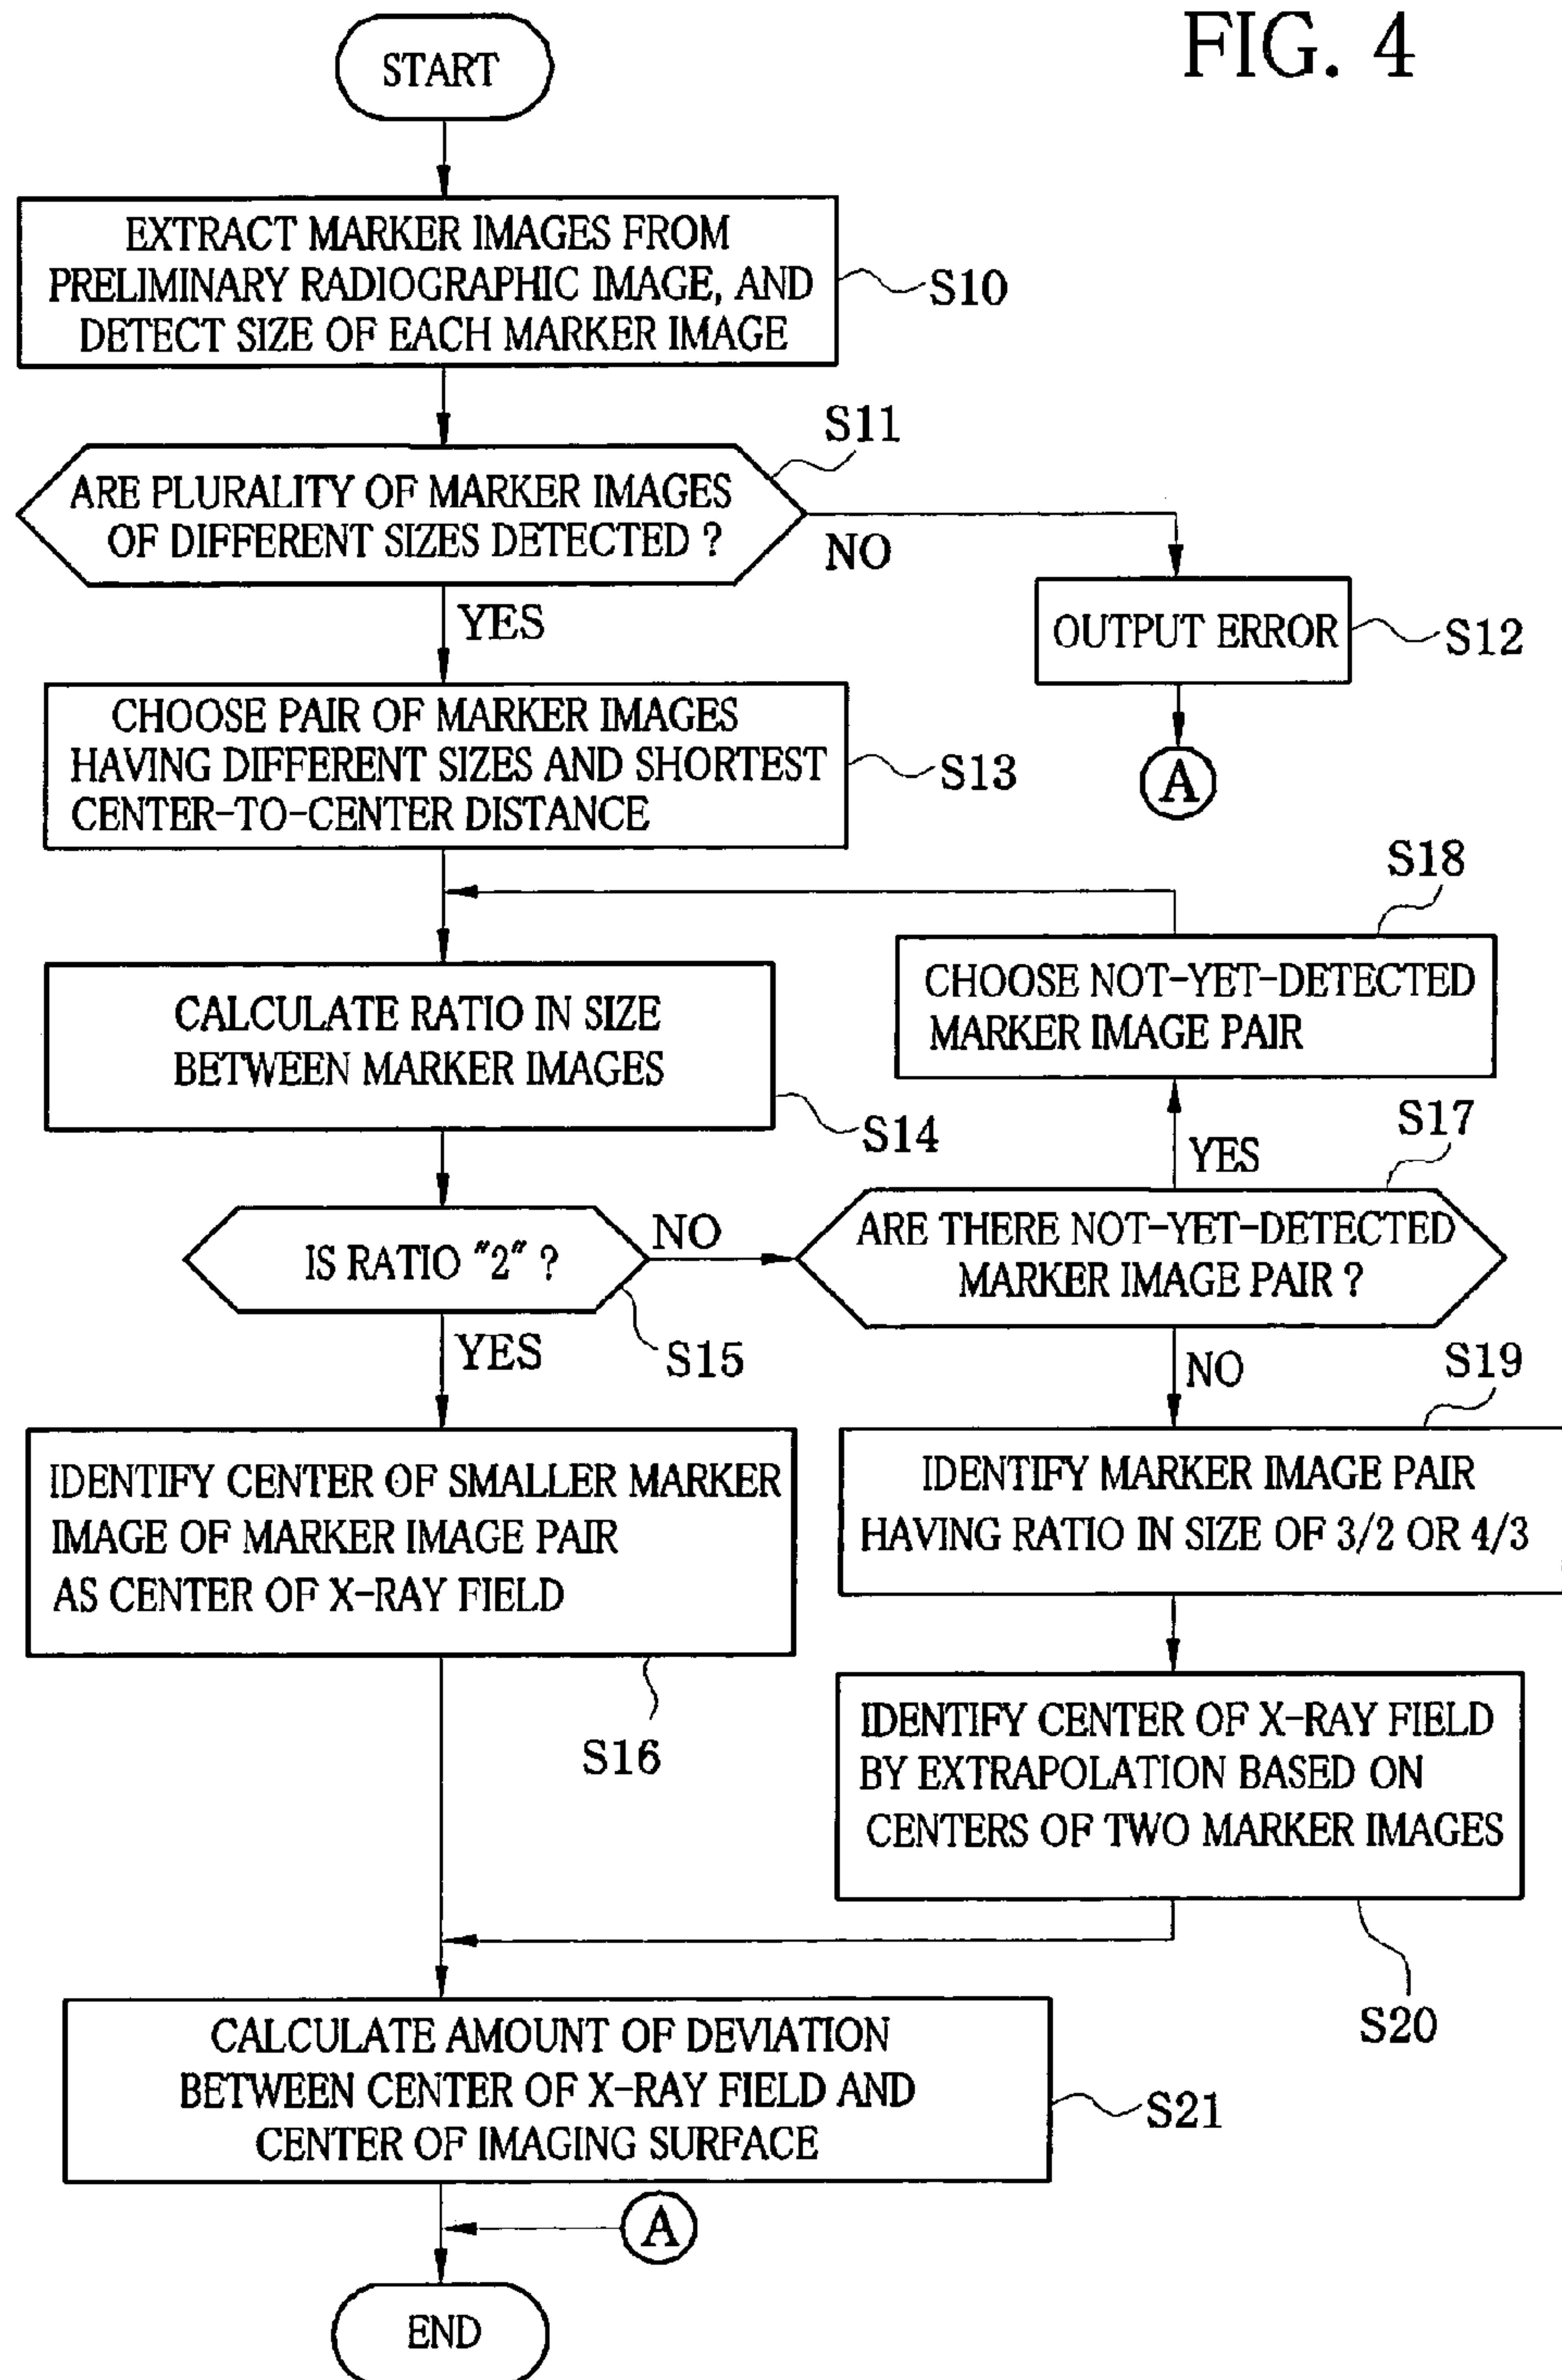 FIG. 4
START
EXTRACT MARKER IMAGES FROM
PRELIMINARY RADIOGRAPHIC IMAGE, AND
DETECT SIZE OF EACH MARKER IMAGE
S10
S11
ARE PLURALITY OF MARKER IMAGES
OF DIFFERENT SIZES DETECTED ?
NO
YES
OUTPUT ERROR
S12
A
CHOOSE PAIR OF MARKER IMAGES
HAVING DIFFERENT SIZES AND SHORTEST
CENTER-TO-CENTER DISTANCE
S13
S18
CHOOSE NOT-YET-DETECTED
MARKER IMAGE PAIR
CALCULATE RATIO IN SIZE
BETWEEN MARKER IMAGES
S14
S17
YES
ARE THERE NOT-YET-DETECTED
MARKER IMAGE PAIR ?
IS RATIO "2" ?
NO
S15
YES
NO
S19
IDENTIFY CENTER OF SMALLER MARKER
IMAGE OF MARKER IMAGE PAIR
AS CENTER OF X-RAY FIELD
S16
IDENTIFY MARKER IMAGE PAIR
HAVING RATIO IN SIZE OF 3/2 OR 4/3
IDENTIFY CENTER OF X-RAY FIELD
BY EXTRAPOLATION BASED ON
CENTERS OF TWO MARKER IMAGES
S20
CALCULATE AMOUNT OF DEVIATION
BETWEEN CENTER OF X-RAY FIELD AND
CENTER OF IMAGING SURFACE
S21
A
END